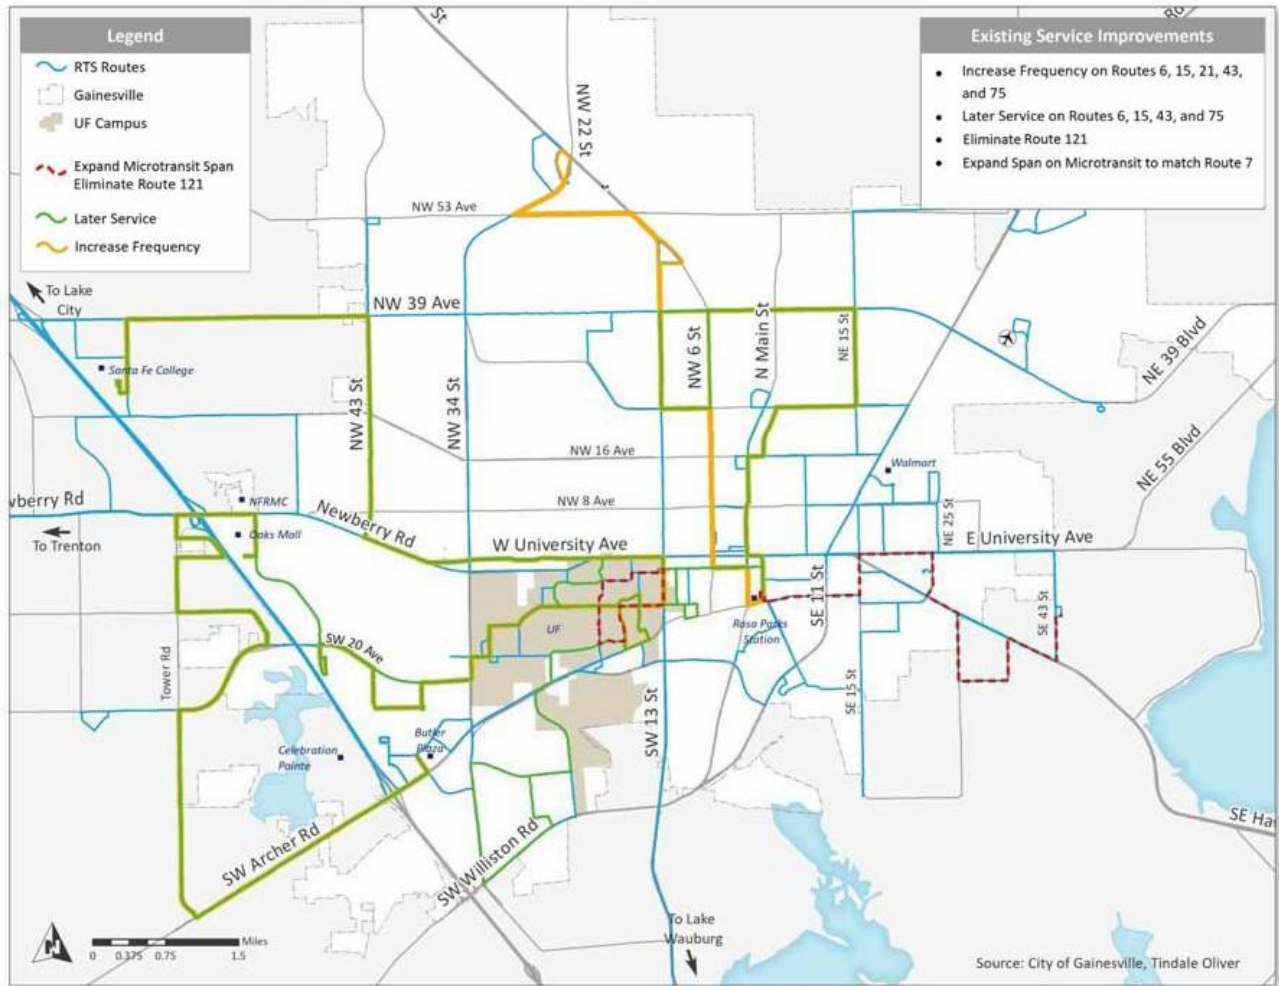 Legend
RTS Routes
Gainesville
UF Campus
Expand Microtransit Span
Eliminate Route 121
Later Service
Increase Frequency
Existing Service Improvements
• Increase Frequency on Routes 6, 15, 21, 43,
and 75
• Later Service on Routes 6, 15, 43, and 75
• Eliminate Route 121
• Expand Span on Microtransit to match Route 7
St
Rd
NW 22 St
NW 53 Ave
To Lake
City
NW 39 Ave
Santa Fe College
NW 43 St
NW 34 St
NW 6 St
N Main St
NE 15 St
NE 39 Blvd
NE 55 Blvd
NW 16 Ave
Walmart
wberry Rd
NFRMC
NW 8 Ave
NE 25 St
To Trenton
Oaks Mall
Newberry Rd
W University Ave
E University Ave
SE 11 St
SE 43 St
Rosa Parks
Station
UF
SW 20 Ave
Tower Rd
SE 15 St
SW 13 St
Butler
Plaza
Celebration
Pointe
SW Archer Rd
SW Williston Rd
SE Ha
To Lake
Wauburg
N
Miles
0 0.375 0.75 1.5
Source: City of Gainesville, Tindale Oliver